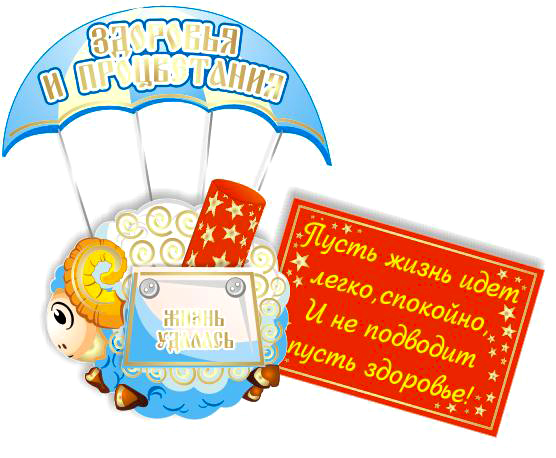 ЗДОРОВЬЯ
И ПРОЦВЕТАНИЯ
ЖИЗНЬ
УДАЛАСЬ
Пусть жизнь идет
легко,спокойно,
И не подводит
пусть здоровье!